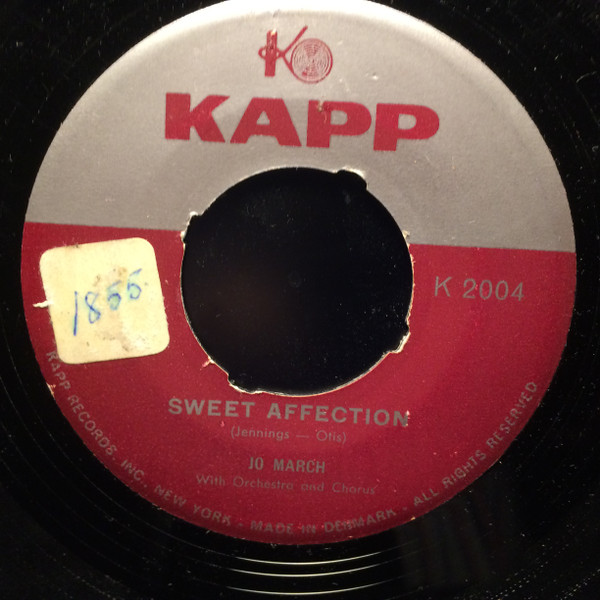 K
KAPP
K 2004
1855
SWEET AFFECTION
(Jennings — Otis)
JO MARCH
With Orchestra and Chorus
KAPP RECORDS, INC. NEW YORK · MADE IN DENMARK · ALL RIGHTS RESERVED